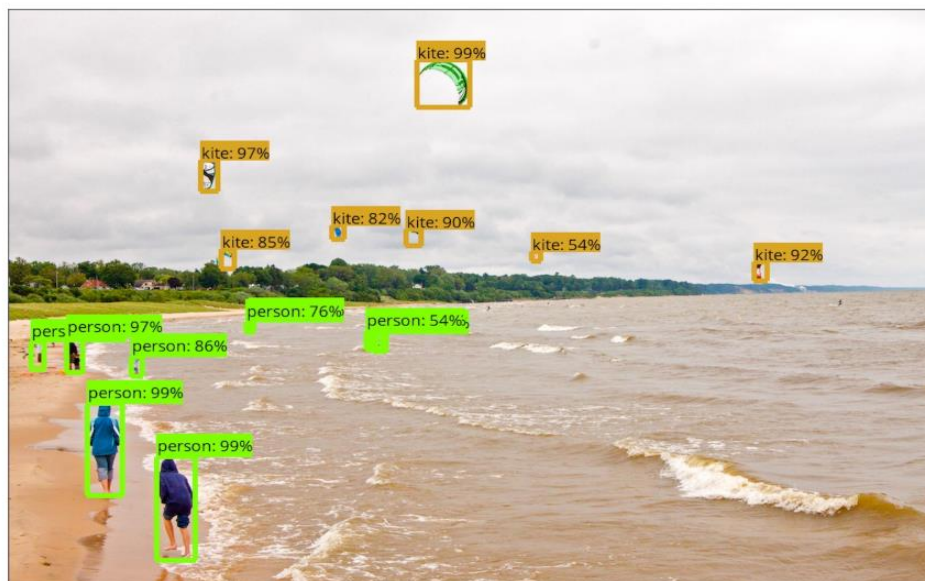 kite: 99%
kite: 97%
kite: 82%
kite: 90%
kite: 85%
kite: 54%
kite: 92%
person: 76%
person: 54%
pers
person: 97%
person: 86%
person: 99%
person: 99%